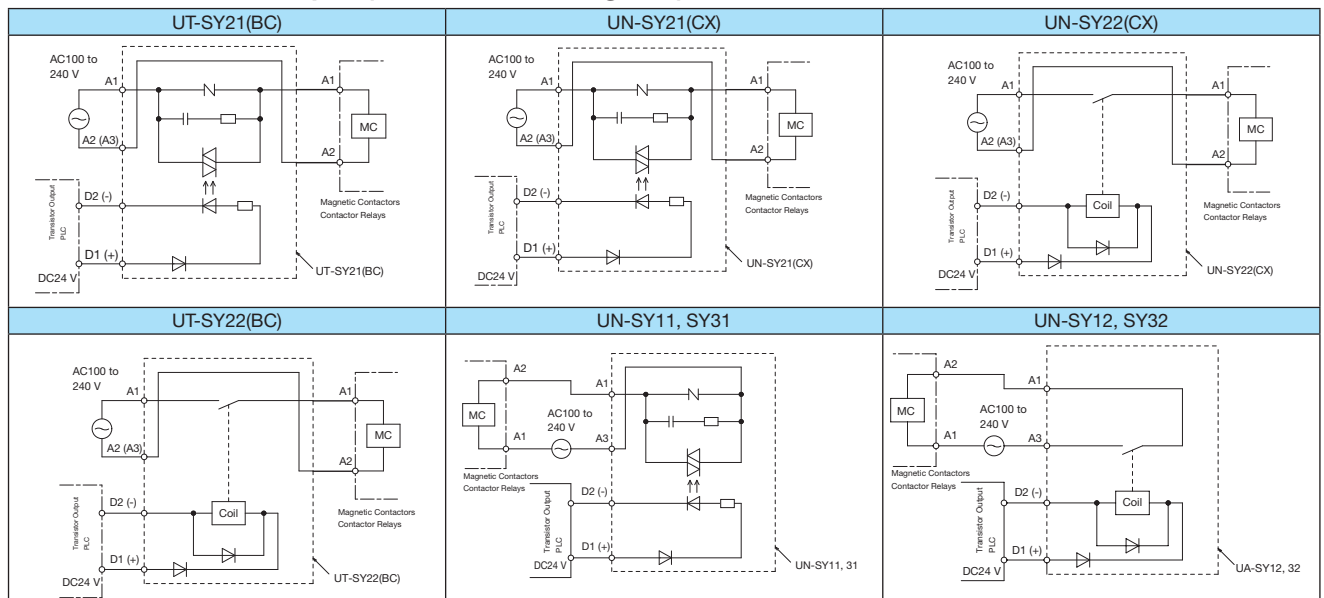 UT-SY21(BC)
UN-SY21(CX)
UN-SY22(CX)
AC100 to
240 V
A1
A2 (A3)
A1
MC
A2
Magnetic Contactors
Contactor Relays
Transistor Output
PLC
D2 (-)
D1 (+)
DC24 V
UT-SY21(BC)
AC100 to
240 V
A1
A2 (A3)
A1
MC
A2
Magnetic Contactors
Contactor Relays
Transistor Output
PLC
D2 (-)
D1 (+)
DC24 V
UN-SY21(CX)
AC100 to
240 V
A1
A2 (A3)
A1
MC
A2
Magnetic Contactors
Contactor Relays
Transistor Output
PLC
D2 (-)
Coil
D1 (+)
DC24 V
UN-SY22(CX)
UT-SY22(BC)
UN-SY11, SY31
UN-SY12, SY32
AC100 to
240 V
A1
A2 (A3)
A1
MC
A2
Magnetic Contactors
Contactor Relays
Transistor Output
PLC
D2 (-)
Coil
D1 (+)
DC24 V
UT-SY22(BC)
A2
A1
MC
AC100 to
240 V
A1
A3
Magnetic Contactors
Contactor Relays
Transistor Output
PLC
D2 (-)
D1 (+)
DC24 V
UN-SY11, 31
A2
A1
MC
AC100 to
240 V
A1
A3
Magnetic Contactors
Contactor Relays
Transistor Output
PLC
D2 (-)
Coil
D1 (+)
DC24 V
UA-SY12, 32